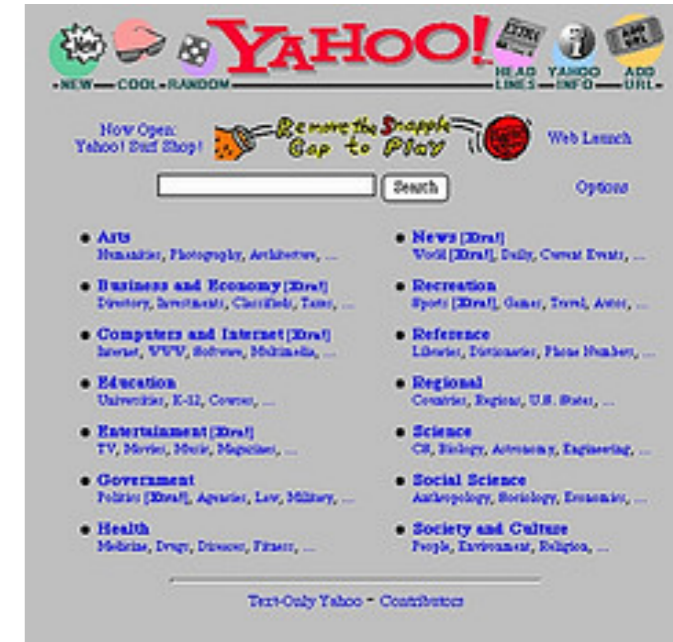 New
EXTRA
i
ADD URL
YAHOO!
NEW COOL RANDOM
HEAD LINES
YAHOO INFO
ADD URL
Now Open:
Yahoo! Surf Shop!
Remove the Snapple
Cap to Play
Web Launch
Search
Options
Arts
Humanities, Photography, Architecture, ...
Business and Economy [Xtra!]
Directory, Investments, Classifieds, Taxes, ...
Computers and Internet [Xtra!]
Internet, WWW, Software, Multimedia, ...
Education
Universities, K-12, Courses, ...
Entertainment [Xtra!]
TV, Movies, Music, Magazines, ...
Government
Politics [Xtra!], Agencies, Law, Military, ...
Health
Medicine, Drugs, Diseases, Fitness, ...
News [Xtra!]
World [Xtra!], Daily, Current Events, ...
Recreation
Sports [Xtra!], Games, Travel, Autos, ...
Reference
Libraries, Dictionaries, Phone Numbers, ...
Regional
Countries, Regions, U.S. States, ...
Science
CS, Biology, Astronomy, Engineering, ...
Social Science
Anthropology, Sociology, Economics, ...
Society and Culture
People, Environment, Religion, ...
Text-Only Yahoo - Contributors